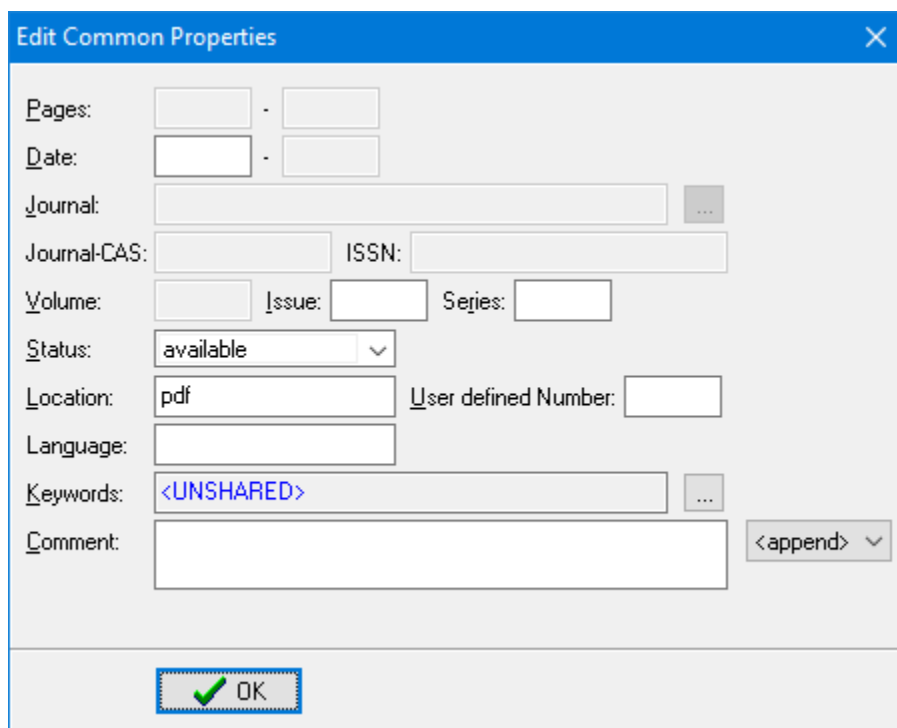 Edit Common Properties
Pages: -
Date: -
Journal: ...
Journal-CAS: ISSN:
Volume: Issue: Series:
Status: available
Location: pdf User defined Number:
Language:
Keywords: <UNSHARED> ...
Comment: <append>
OK